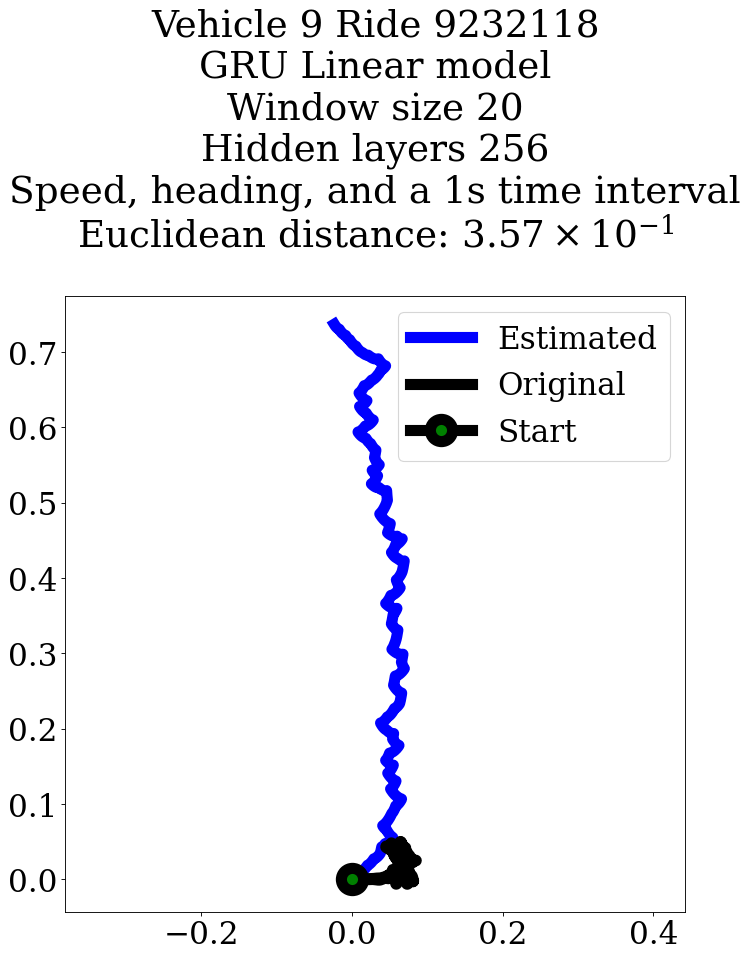 Vehicle 9 Ride 9232118
GRU Linear model
Window size 20
Hidden layers 256
Speed, heading, and a 1s time interval
Euclidean distance: 3.57 × 10⁻¹
Estimated
Original
Start
0.7
0.6
0.5
0.4
0.3
0.2
0.1
0.0
−0.2 0.0 0.2 0.4